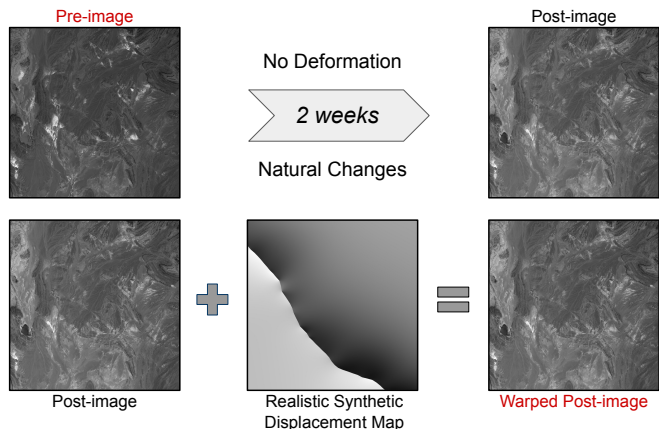 Pre-image
Post-image
No Deformation
2 weeks
Natural Changes
Post-image
Realistic Synthetic
Displacement Map
Warped Post-image